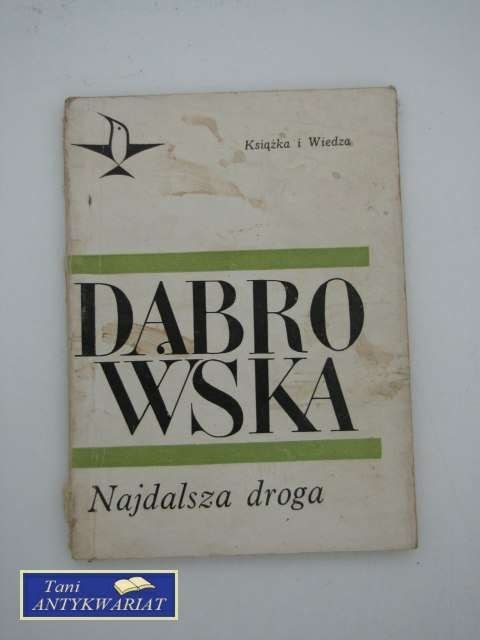 Książka i Wiedza
DĄBRO
WSKA
Najdalsza droga
Tani
ANTYKWARIAT